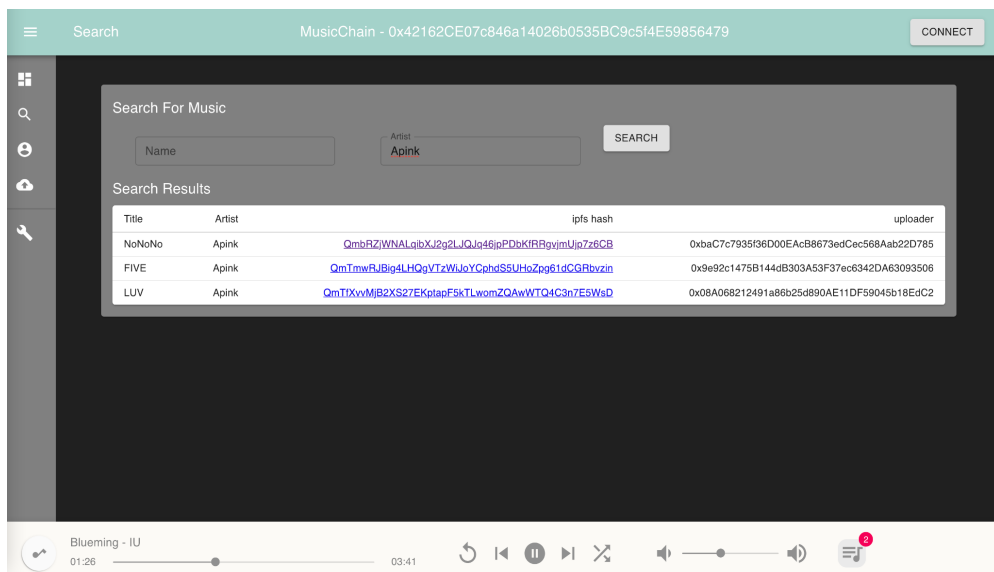 Search MusicChain - 0x42162CE07c846a14026b0535BC9c5f4E59856479 CONNECT
Search For Music
Artist
Name Apink SEARCH
Search Results
Title Artist ipfs hash uploader
NoNoNo Apink QmbRZjWNALqibXJ2g2LJQJq46jpPDbKfRRgvjmUjp7z6CB 0xbaC7c7935f36D00EAcB8673edCec568Aab22D785
FIVE Apink QmTmwRJBig4LHQgVTzWiJoYCphdS5UHoZpg61dCGRbvzin 0x9e92c1475B144dB303A53F37ec6342DA63093506
LUV Apink QmTfXvvMjB2XS27EKptapF5kTLwomZQAwWTQ4C3n7E5WsD 0x08A068212491a86b25d890AE11DF59045b18EdC2
Blueming - IU
01:26 03:41
2